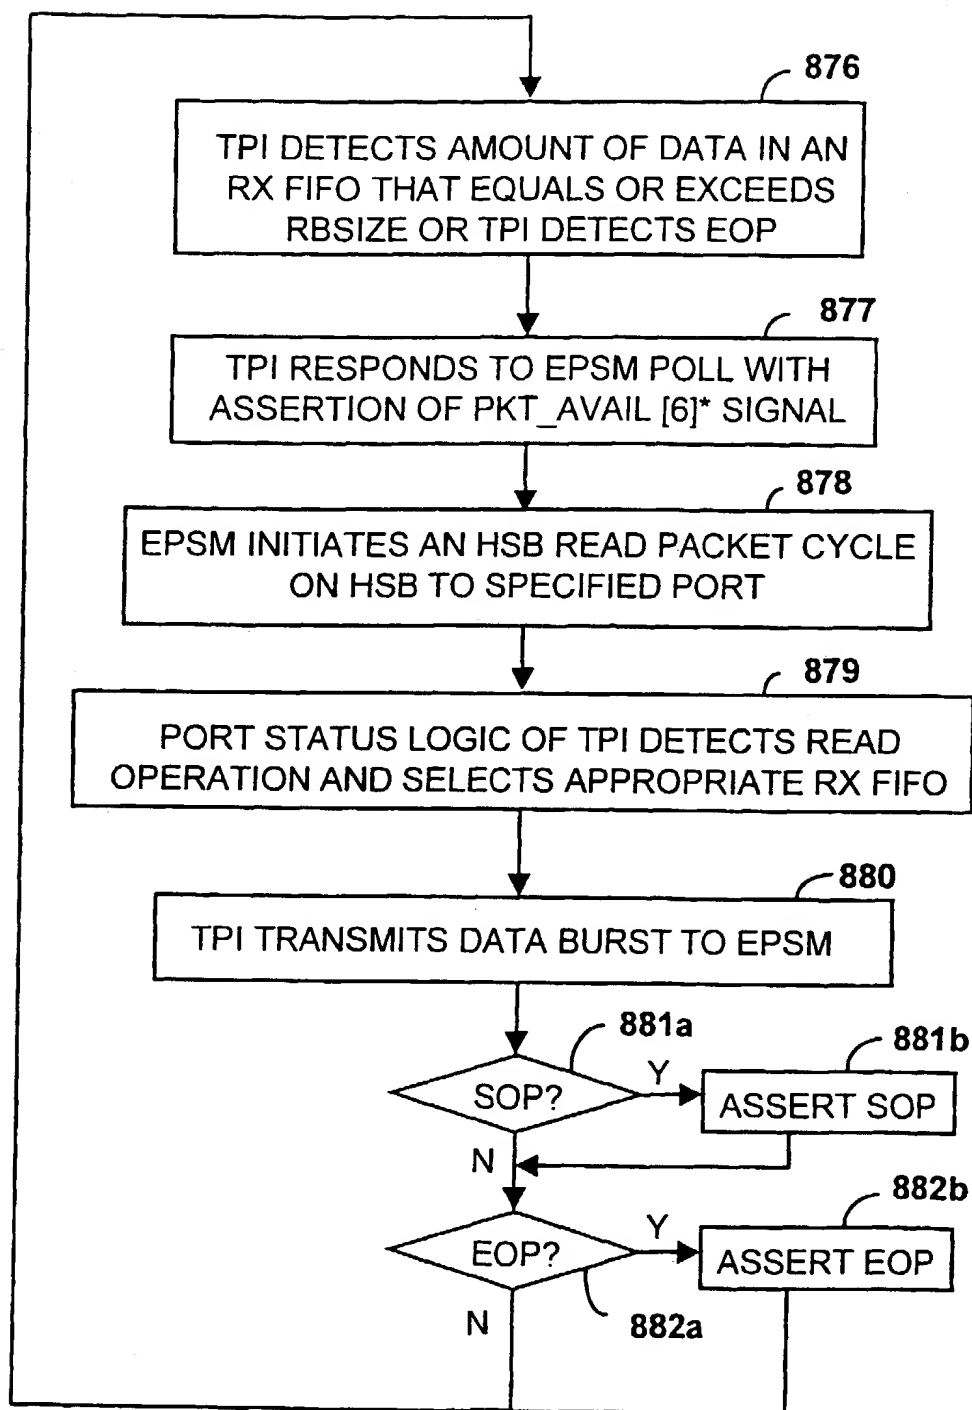 876
TPI DETECTS AMOUNT OF DATA IN AN
RX FIFO THAT EQUALS OR EXCEEDS
RBSIZE OR TPI DETECTS EOP
877
TPI RESPONDS TO EPSM POLL WITH
ASSERTION OF PKT_AVAIL [6]* SIGNAL
878
EPSM INITIATES AN HSB READ PACKET CYCLE
ON HSB TO SPECIFIED PORT
879
PORT STATUS LOGIC OF TPI DETECTS READ
OPERATION AND SELECTS APPROPRIATE RX FIFO
880
TPI TRANSMITS DATA BURST TO EPSM
881a
881b
SOP?
Y
ASSERT SOP
N
882b
EOP?
Y
ASSERT EOP
N
882a